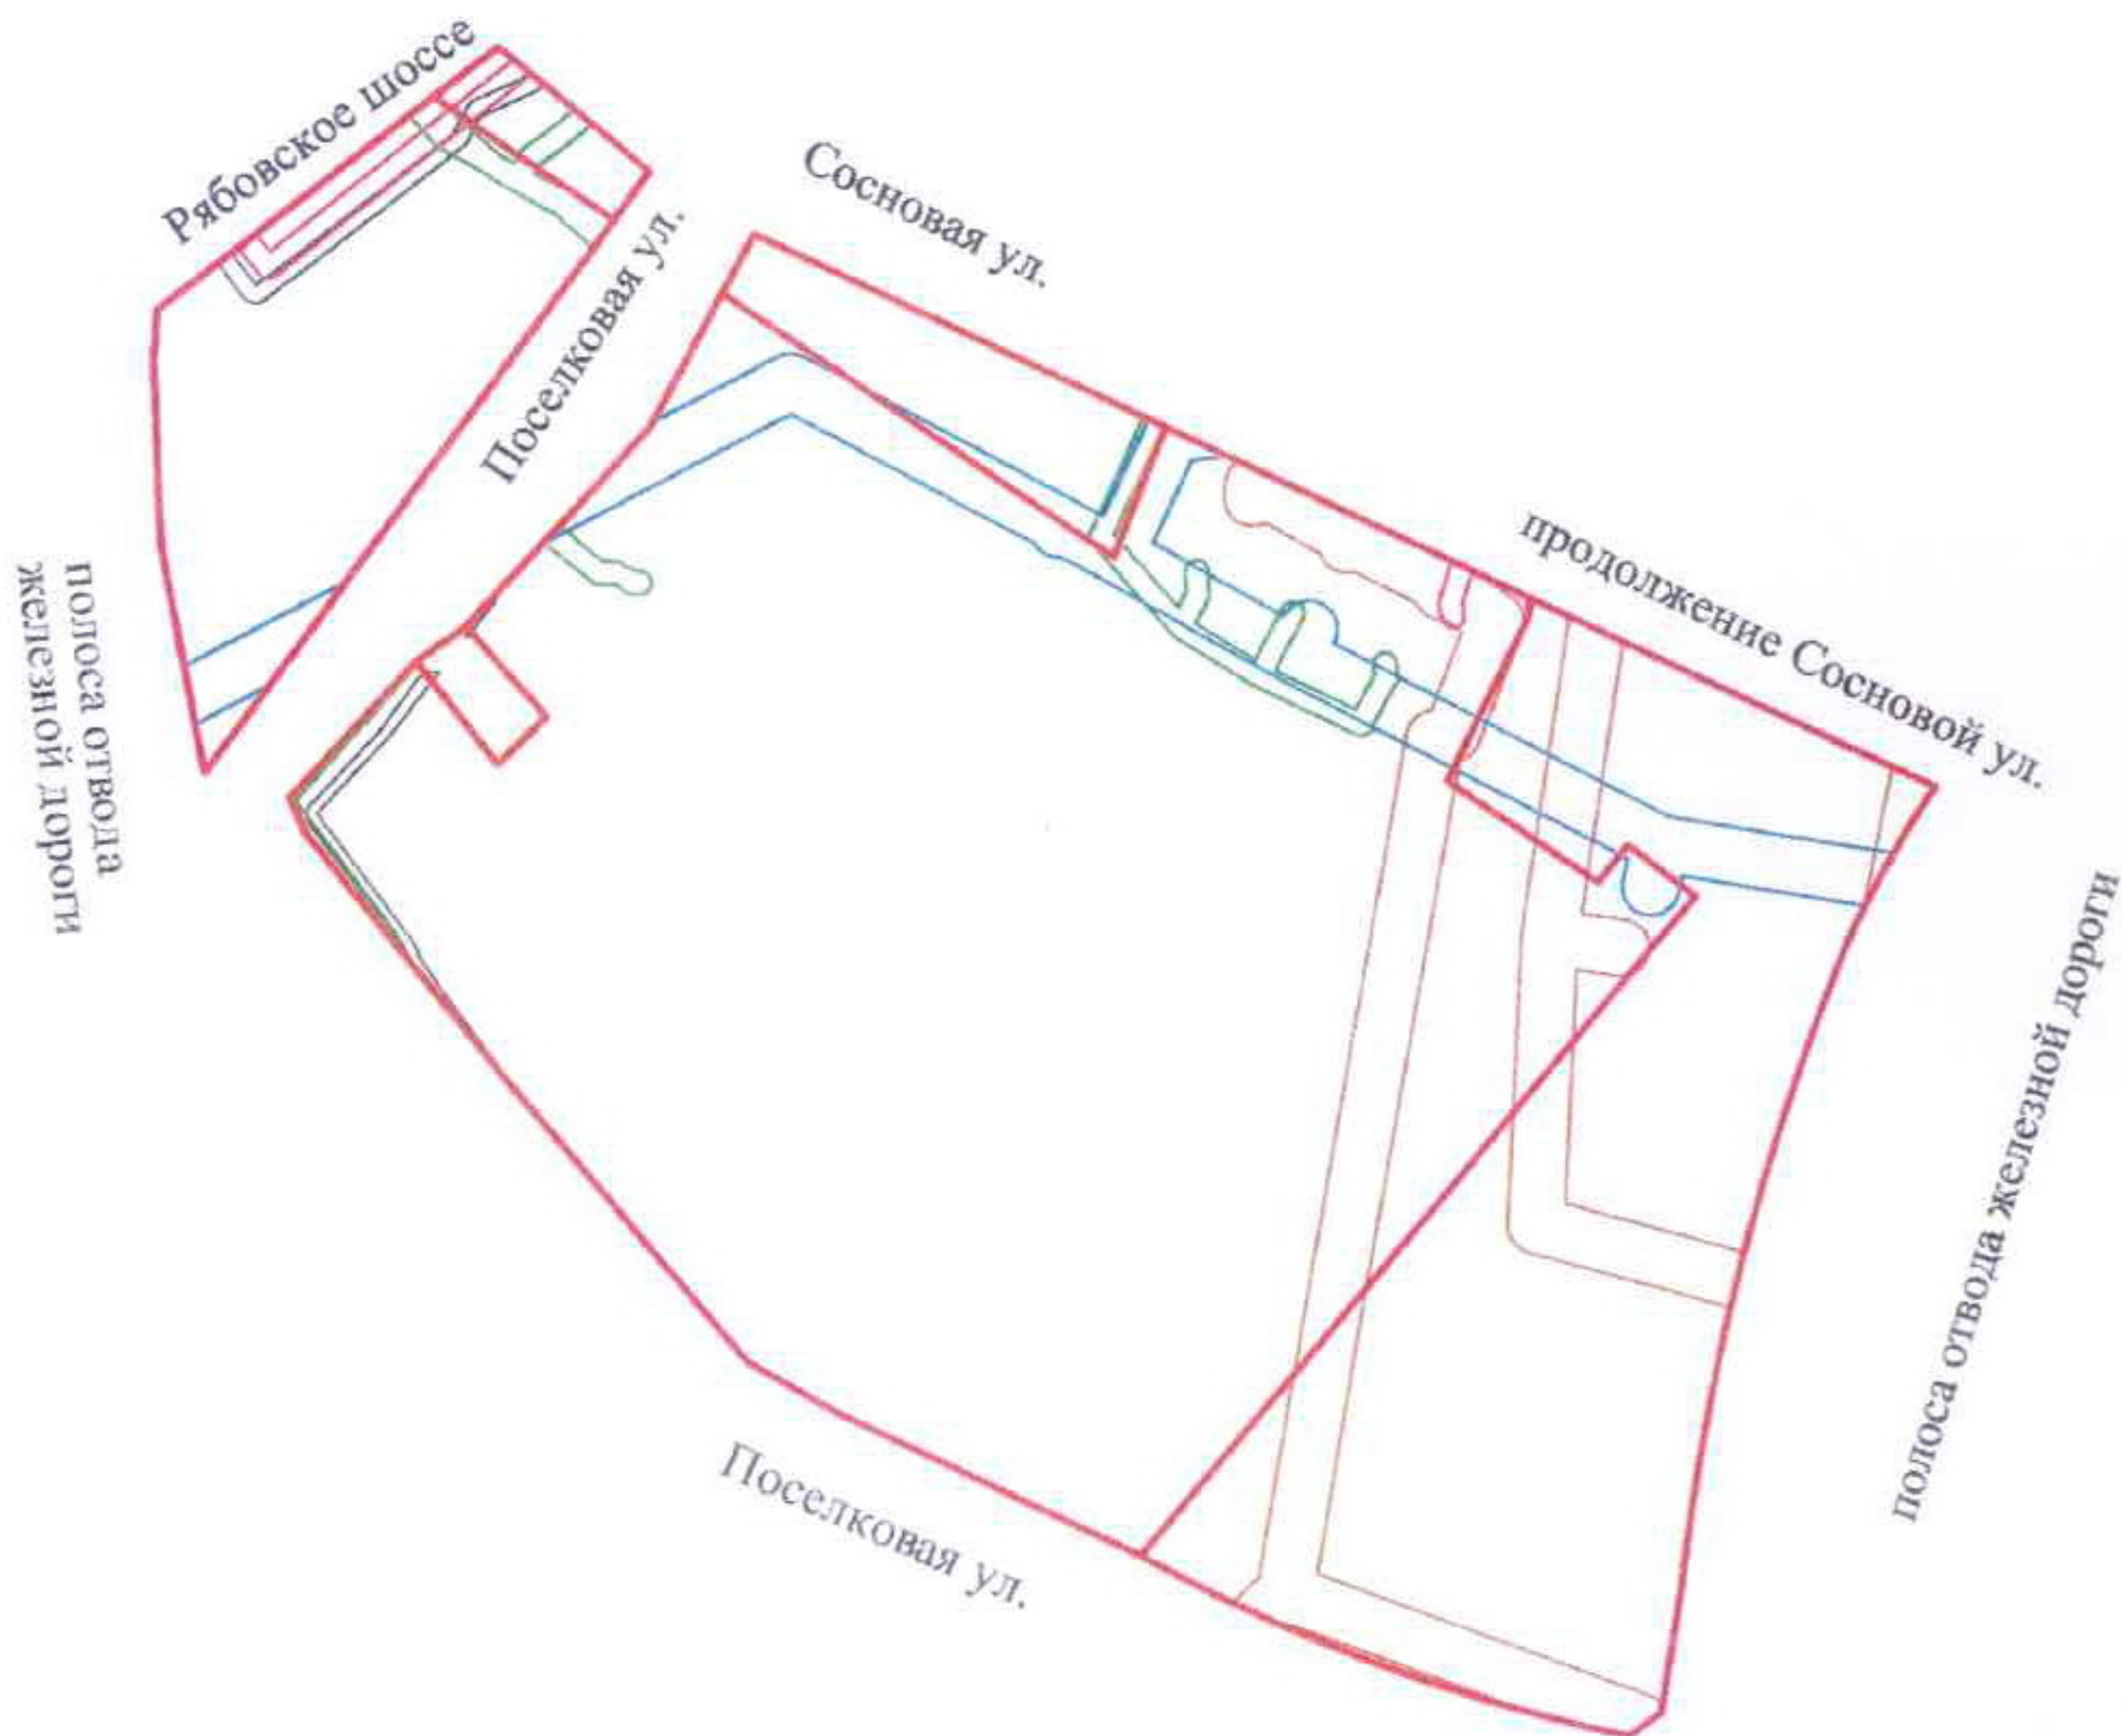 Рябовское шоссе
Сосновая ул.
Поселковая ул.
продолжение Сосновой ул.
полоса отвода
железной дороги
полоса отвода железной дороги
Поселковая ул.